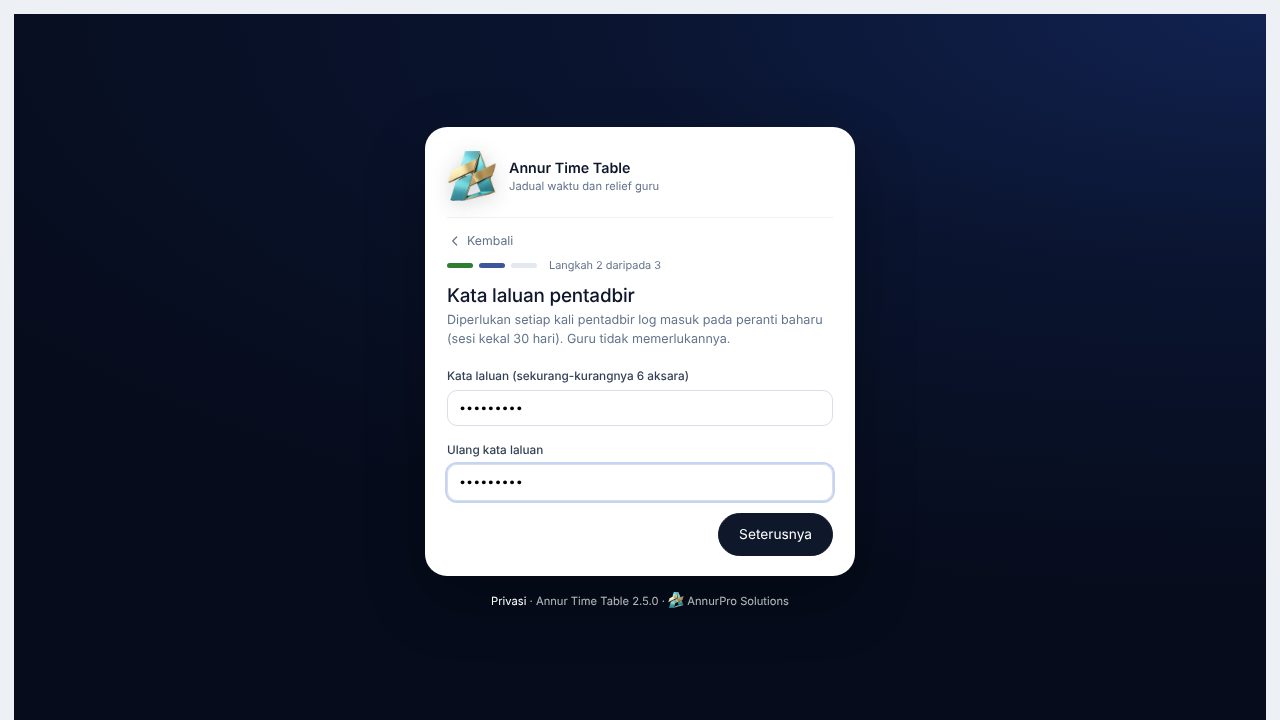 Annur Time Table
Jadual waktu dan relief guru
Kembali
Langkah 2 daripada 3
Kata laluan pentadbir
Diperlukan setiap kali pentadbir log masuk pada peranti baharu
(sesi kekal 30 hari). Guru tidak memerlukannya.
Kata laluan (sekurang-kurangnya 6 aksara)
•••••••••
Ulang kata laluan
•••••••••
Seterusnya
Privasi · Annur Time Table 2.5.0 · AnnurPro Solutions